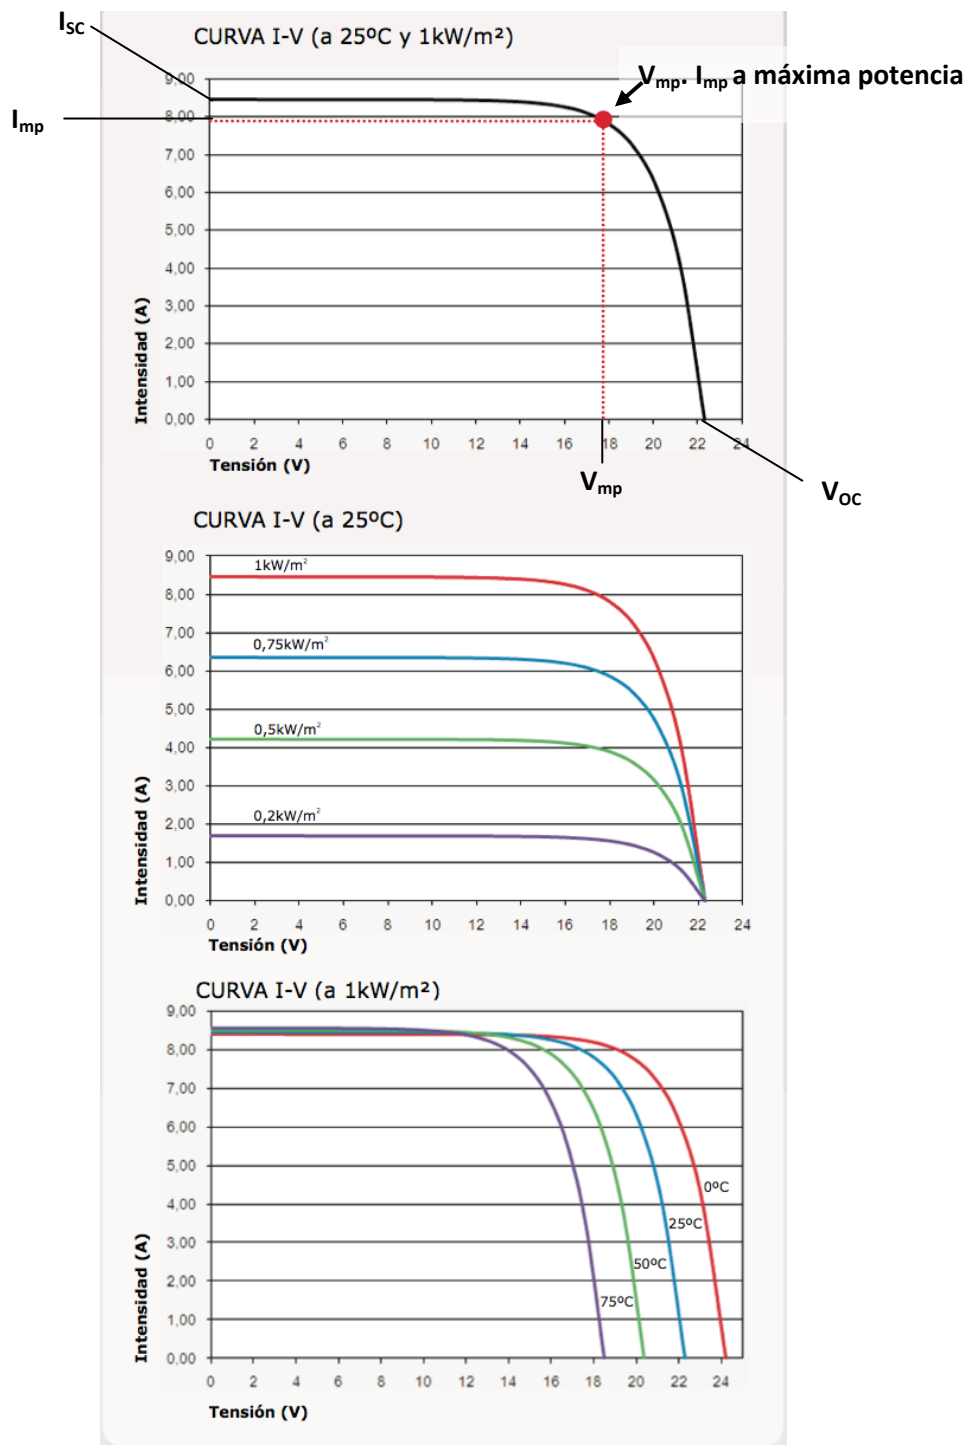 I_SC
CURVA I-V (a 25ºC y 1kW/m²)
V_mp. I_mp a máxima potencia
9,00
I_mp
8,00
7,00
6,00
5,00
4,00
3,00
2,00
1,00
0,00
Intensidad (A)
0 2 4 6 8 10 12 14 16 18 20 22 24
Tensión (V)
V_mp
V_OC
CURVA I-V (a 25ºC)
9,00
1kW/m²
8,00
7,00
0,75kW/m²
6,00
5,00
0,5kW/m²
4,00
3,00
2,00
0,2kW/m²
1,00
0,00
Intensidad (A)
0 2 4 6 8 10 12 14 16 18 20 22 24
Tensión (V)
CURVA I-V (a 1kW/m²)
9,00
8,00
7,00
6,00
5,00
4,00
3,00
2,00
1,00
0,00
0ºC
25ºC
50ºC
75ºC
Intensidad (A)
0 2 4 6 8 10 12 14 16 18 20 22 24
Tensión (V)